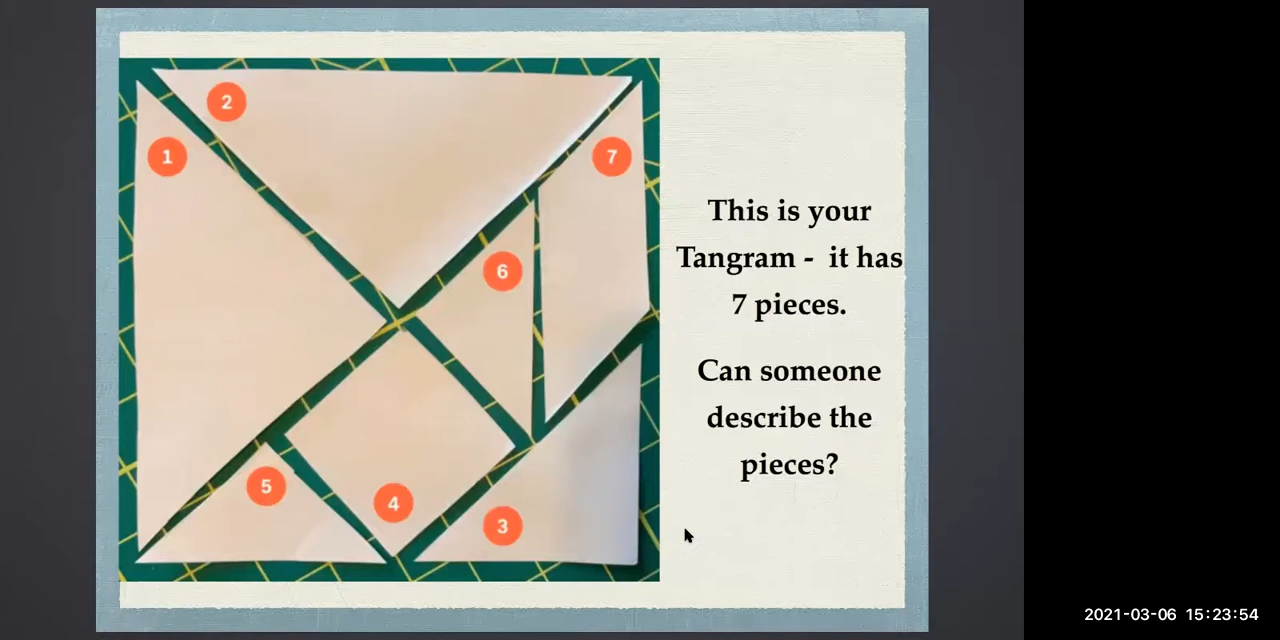 2
1
7
6
5
4
3
This is your
Tangram - it has
7 pieces.
Can someone
describe the
pieces?
2021-03-06 15:23:54